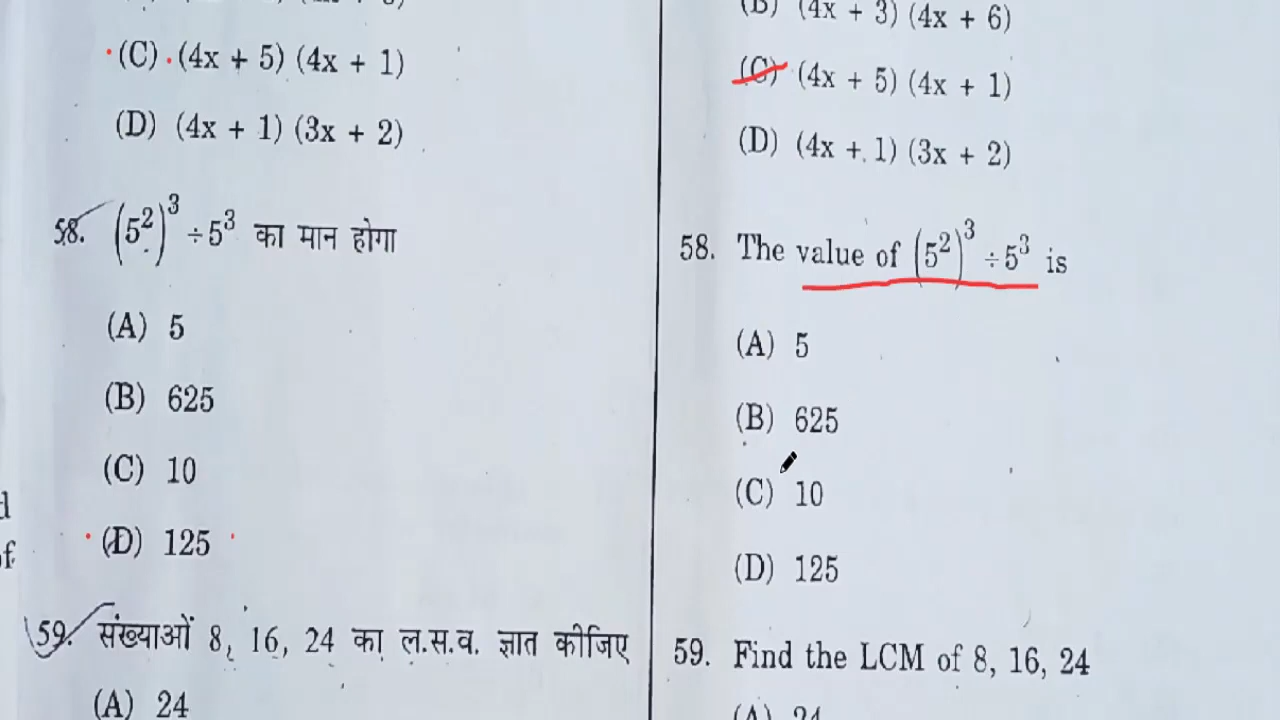 (C) (4x + 5) (4x + 1)
(D) (4x + 1) (3x + 2)
58. (5²)³ ÷ 5³ का मान होगा
(A) 5
(B) 625
(C) 10
(D) 125
59. संख्याओं 8, 16, 24 का ल.स.व. ज्ञात कीजिए
(A) 24
(B) (4x + 3) (4x + 6)
(C) (4x + 5) (4x + 1)
(D) (4x + 1) (3x + 2)
58. The value of (5²)³ ÷ 5³ is
(A) 5
(B) 625
(C) 10
(D) 125
59. Find the LCM of 8, 16, 24
(A) 24